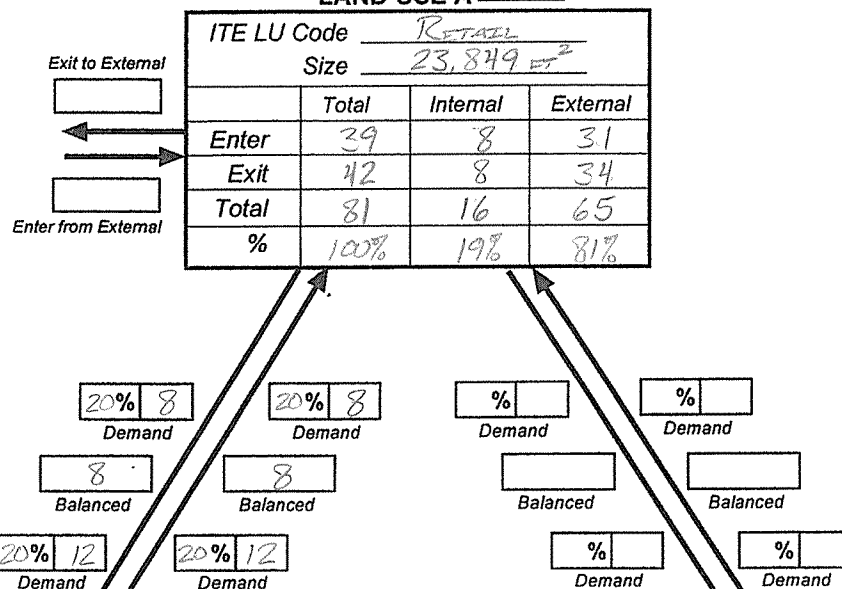 ITE LU Code RETAIL
Size 23,849 FT²
Exit to External
Total Internal External
Enter 39 8 31
Exit 42 8 34
Total 81 16 65
% 100% 19% 81%
Enter from External
20% 8 20% 8 % %
Demand Demand Demand Demand
8 8
Balanced Balanced Balanced Balanced
20% 12 20% 12 % %
Demand Demand Demand Demand